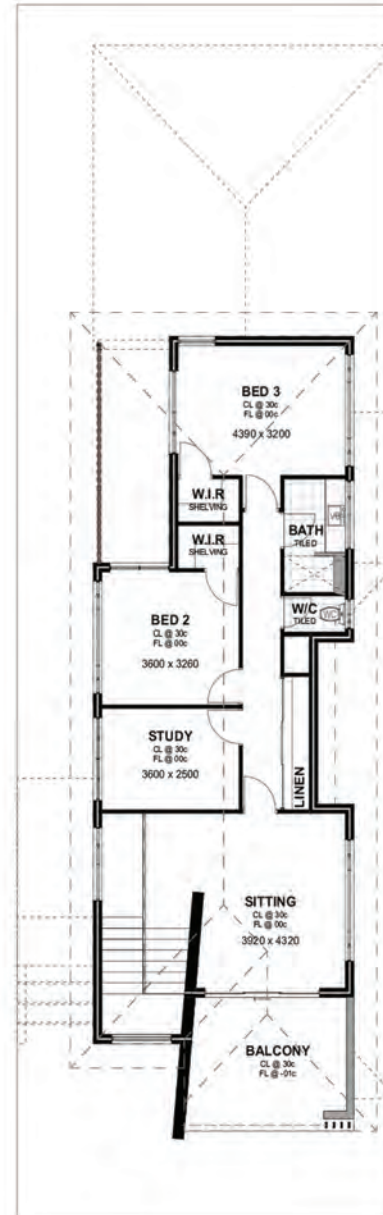 BED 3
CL @ 30c
FL @ 00c
4390 x 3200
W.I.R
SHELVING
W.I.R
SHELVING
BATH
TILED
VB
W/C
TILED
WC
BED 2
CL @ 30c
FL @ 00c
3600 x 3260
STUDY
CL @ 30c
FL @ 00c
3600 x 2500
LINEN
SITTING
CL @ 30c
FL @ 00c
3920 x 4320
BALCONY
CL @ 30c
FL @ -01c